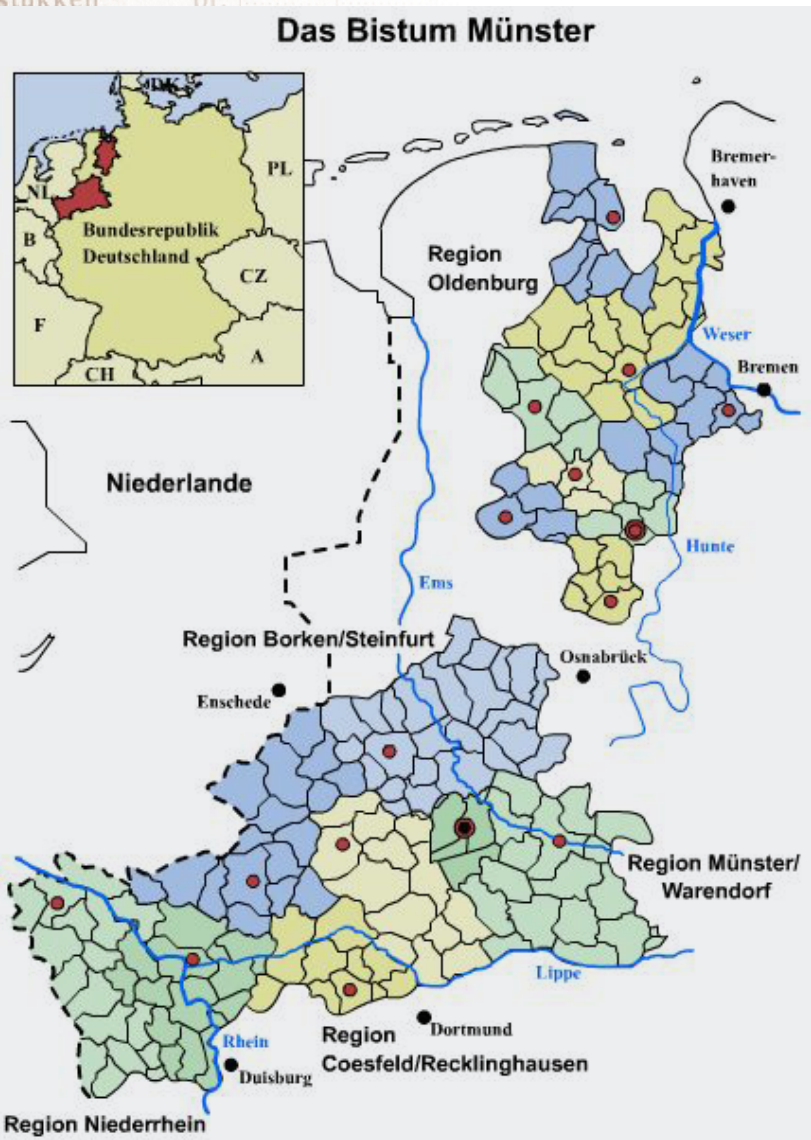 Das Bistum Münster
DK
PL
NL
B
Bundesrepublik
Deutschland
CZ
F
A
CH
Bremer-
haven
Region
Oldenburg
Weser
Bremen
Niederlande
Hunte
Ems
Region Borken/Steinfurt
Osnabrück
Enschede
Region Münster/
Warendorf
Lippe
Dortmund
Region
Coesfeld/Recklinghausen
Rhein
Duisburg
Region Niederrhein